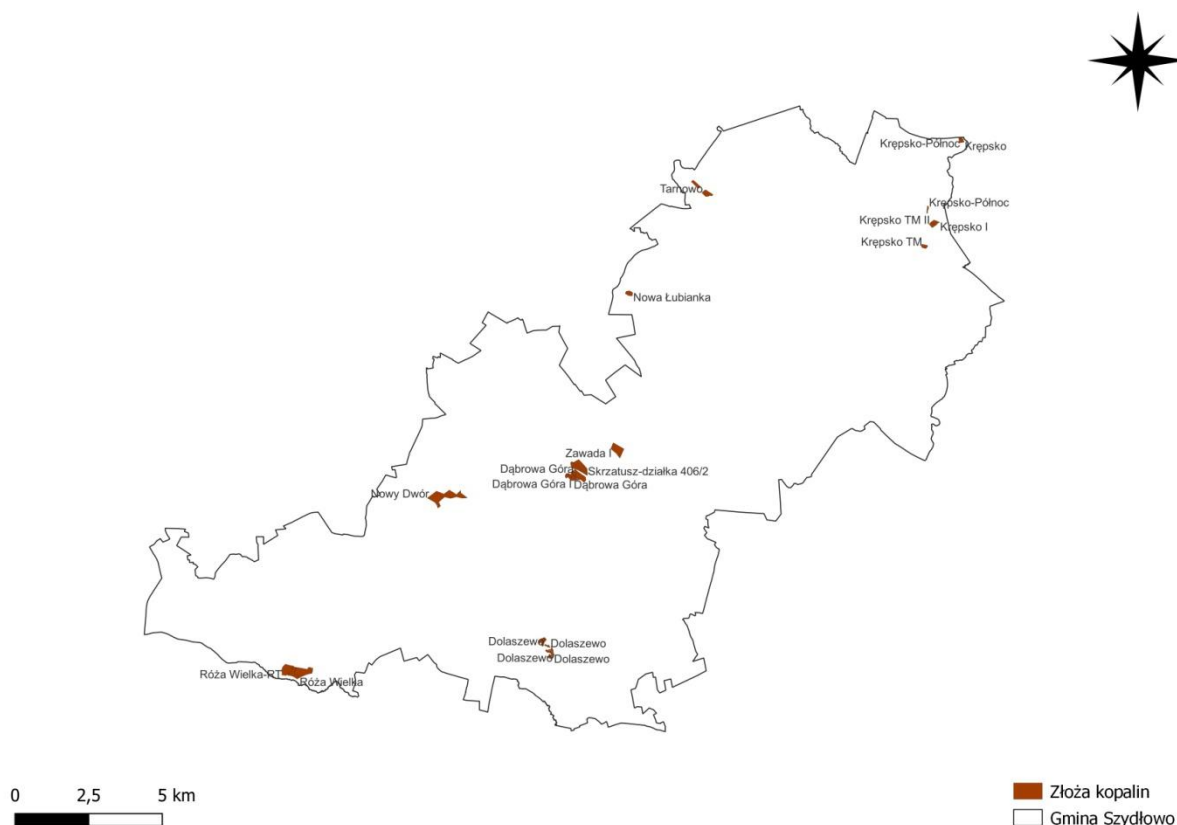 Krępsko-Północ
Krępsko
Tarnowo
Krępsko-Północ
Krępsko TM II
Krępsko I
Krępsko TM
Nowa Łubianka
Zawada I
Dąbrowa Góra
Skrzatusz-działka 406/2
Dąbrowa Góra I
Dąbrowa Góra
Nowy Dwór
Dolaszewo
Dolaszewo
Dolaszewo
Dolaszewo
Róża Wielka-RT
Róża Wielka
0 2,5 5 km
Złoża kopalin
Gmina Szydłowo